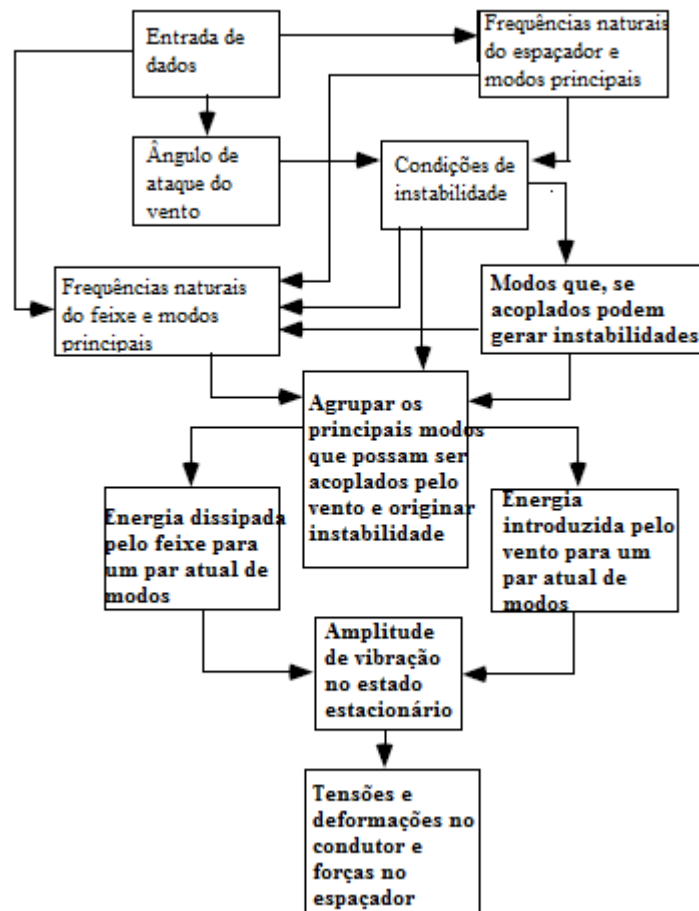 Entrada de
dados
Frequências naturais
do espaçador e
modos principais
Ângulo de
ataque do
vento
Condições de
instabilidade
Frequências naturais
do feixe e modos
principais
Modos que, se
acoplados podem
gerar instabilidades
Agrupar os
principais modos
que possam ser
acoplados pelo
vento e originar
instabilidade
Energia dissipada
pelo feixe para
um par atual de
modos
Energia
introduzida pelo
vento para um
par atual de
modos
Amplitude
de vibração
no estado
estacionário
Tensões e
deformações no
condutor e
forças no
espaçador